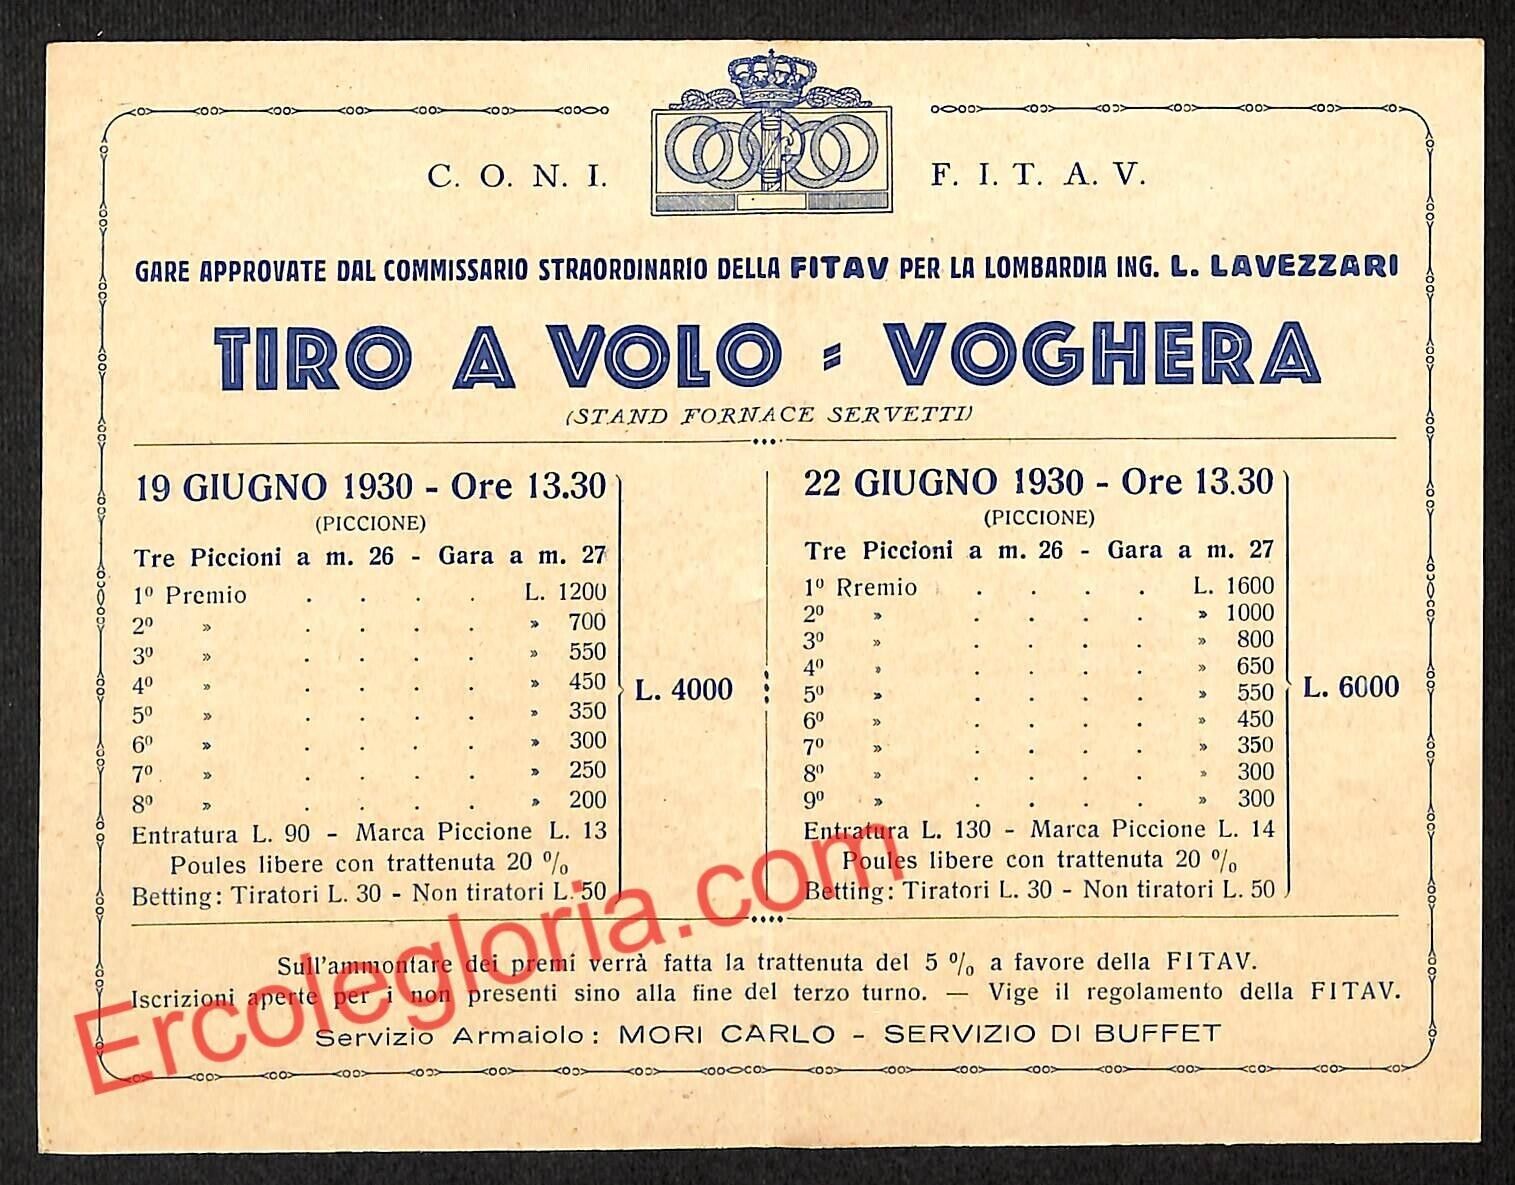 C. O. N. I.
F. I. T. A. V.
GARE APPROVATE DAL COMMISSARIO STRAORDINARIO DELLA FITAV PER LA LOMBARDIA ING. L. LAVEZZARI
TIRO A VOLO = VOGHERA
(STAND FORNACE SERVETTI)
19 GIUGNO 1930 - Ore 13.30
(PICCIONE)
Tre Piccioni a m. 26 - Gara a m. 27
1º Premio . . . . L. 1200
2º » . . . . » 700
3º » . . . . » 550
4º » . . . . » 450
5º » . . . . » 350
6º » . . . . » 300
7º » . . . . » 250
8º » . . . . » 200
L. 4000
Entratura L. 90 - Marca Piccione L. 13
Poules libere con trattenuta 20 %
Betting: Tiratori L. 30 - Non tiratori L. 50
22 GIUGNO 1930 - Ore 13.30
(PICCIONE)
Tre Piccioni a m. 26 - Gara a m. 27
1º Rremio . . . . L. 1600
2º » . . . . » 1000
3º » . . . . » 800
4º » . . . . » 650
5º » . . . . » 550
6º » . . . . » 450
7º » . . . . » 350
8º » . . . . » 300
9º » . . . . » 300
L. 6000
Entratura L. 130 - Marca Piccione L. 14
Poules libere con trattenuta 20 %
Betting: Tiratori L. 30 - Non tiratori L. 50
Sull'ammontare dei premi verrà fatta la trattenuta del 5 % a favore della FITAV.
Iscrizioni aperte per i non presenti sino alla fine del terzo turno. — Vige il regolamento della FITAV.
Servizio Armaiolo: MORI CARLO - SERVIZIO DI BUFFET
Ercolegloria.com